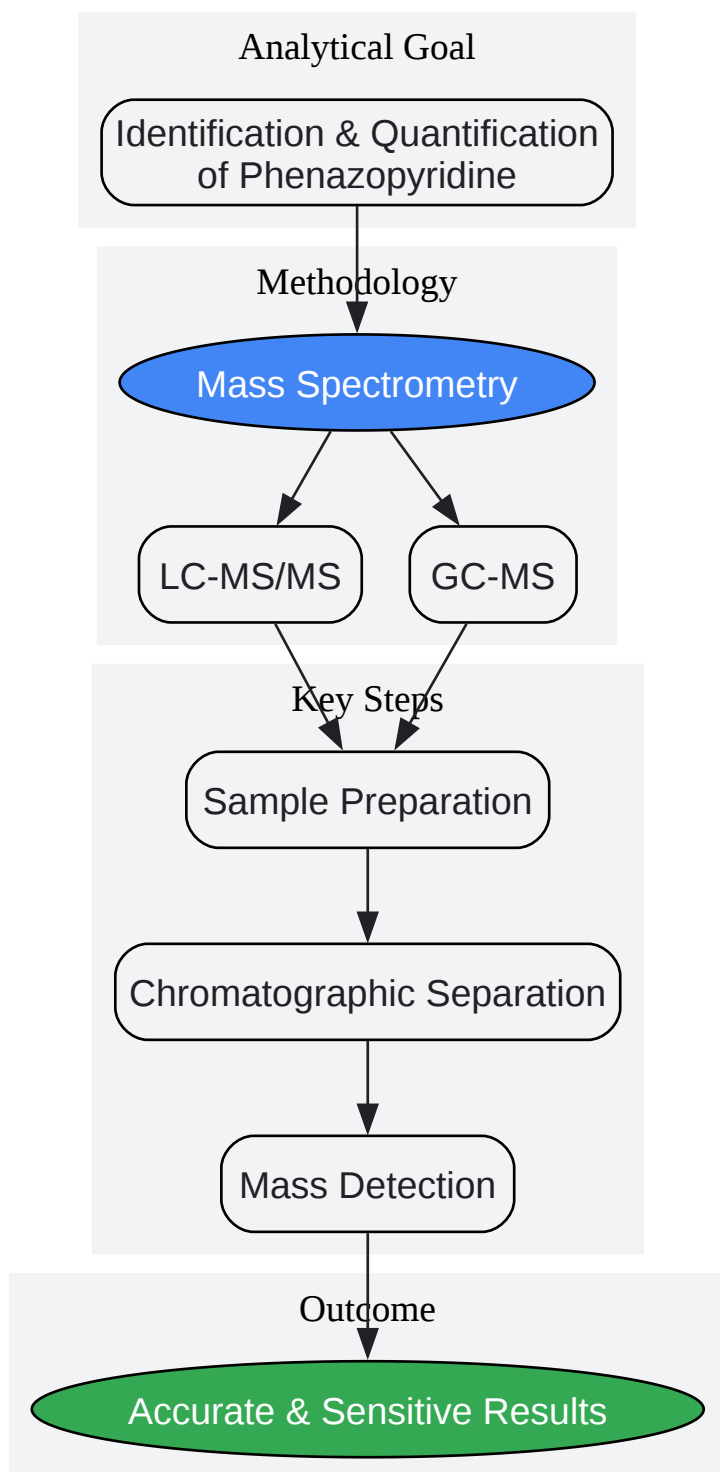 Analytical Goal
Identification & Quantification
of Phenazopyridine
Methodology
Mass Spectrometry
LC-MS/MS
GC-MS
Key Steps
Sample Preparation
Chromatographic Separation
Mass Detection
Outcome
Accurate & Sensitive Results